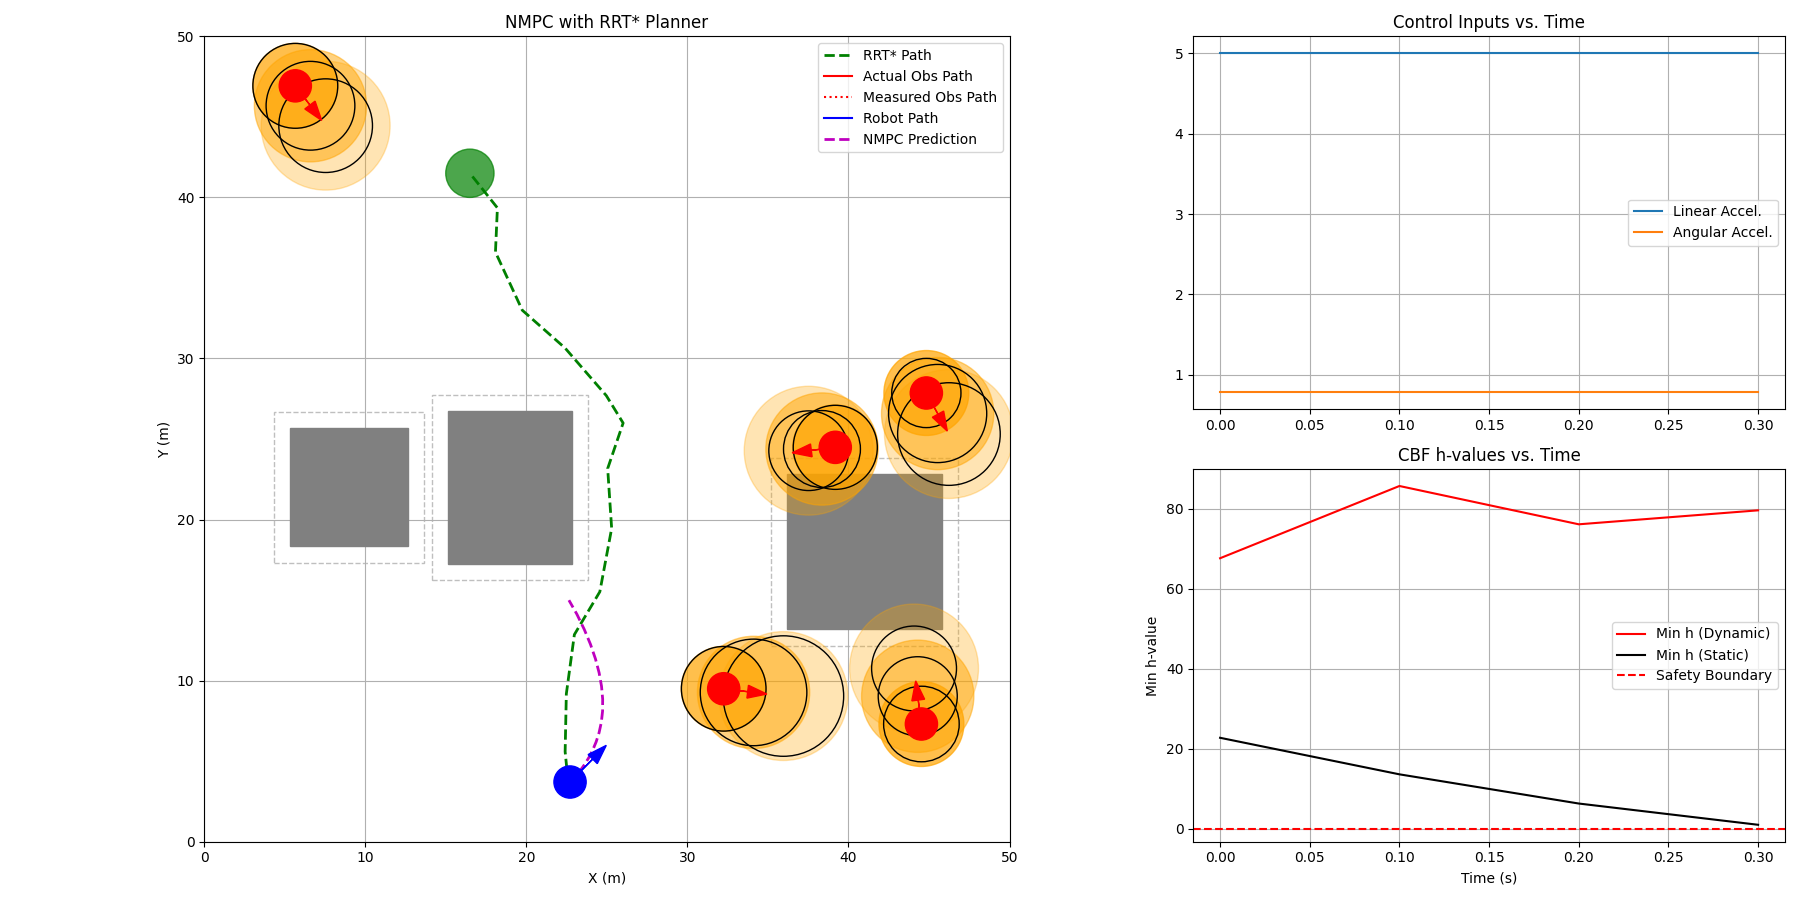 NMPC with RRT* Planner
50
40
30
20
10
0
Y (m)
0 10 20 30 40 50
X (m)
RRT* Path
Actual Obs Path
Measured Obs Path
Robot Path
NMPC Prediction
Control Inputs vs. Time
5
4
3
2
1
Linear Accel.
Angular Accel.
0.00 0.05 0.10 0.15 0.20 0.25 0.30
CBF h-values vs. Time
80
60
40
20
0
Min h-value
Min h (Dynamic)
Min h (Static)
Safety Boundary
0.00 0.05 0.10 0.15 0.20 0.25 0.30
Time (s)